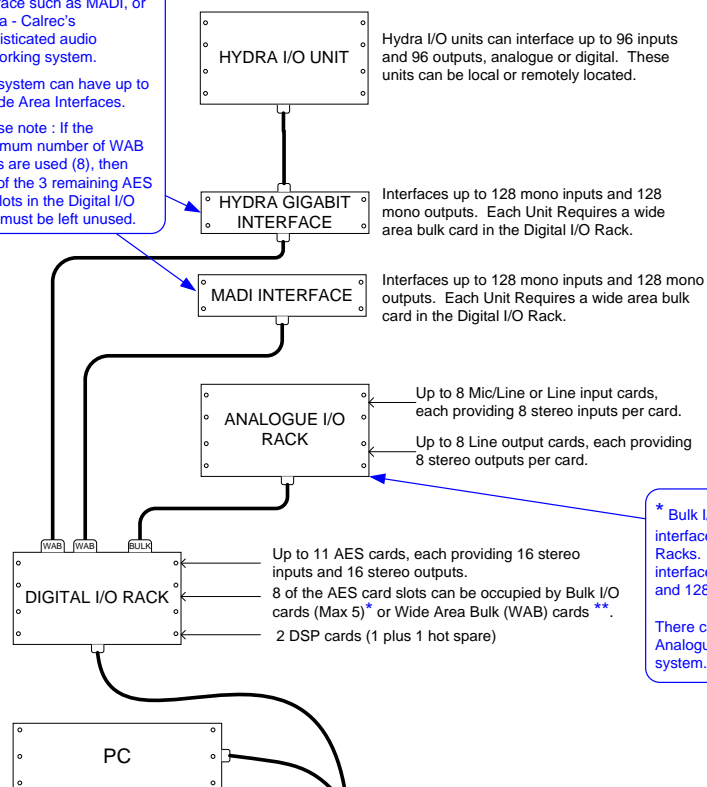 face such as MADI, or
a - Calrec's
isticated audio
orking system.
system can have up to
de Area Interfaces.
se note : If the
mum number of WAB
s are used (8), then
of the 3 remaining AES
lots in the Digital I/O
must be left unused.
HYDRA I/O UNIT
Hydra I/O units can interface up to 96 inputs
and 96 outputs, analogue or digital. These
units can be local or remotely located.
HYDRA GIGABIT
INTERFACE
Interfaces up to 128 mono inputs and 128
mono outputs. Each Unit Requires a wide
area bulk card in the Digital I/O Rack.
MADI INTERFACE
Interfaces up to 128 mono inputs and 128 mono
outputs. Each Unit Requires a wide area bulk
card in the Digital I/O Rack.
ANALOGUE I/O
RACK
Up to 8 Mic/Line or Line input cards,
each providing 8 stereo inputs per card.
Up to 8 Line output cards, each providing
8 stereo outputs per card.
* Bulk I/
interface
Racks.
interface
and 128
There c
Analogu
system.
WAB
WAB
BULK
DIGITAL I/O RACK
Up to 11 AES cards, each providing 16 stereo
inputs and 16 stereo outputs.
8 of the AES card slots can be occupied by Bulk I/O
cards (Max 5)* or Wide Area Bulk (WAB) cards **.
2 DSP cards (1 plus 1 hot spare)
PC